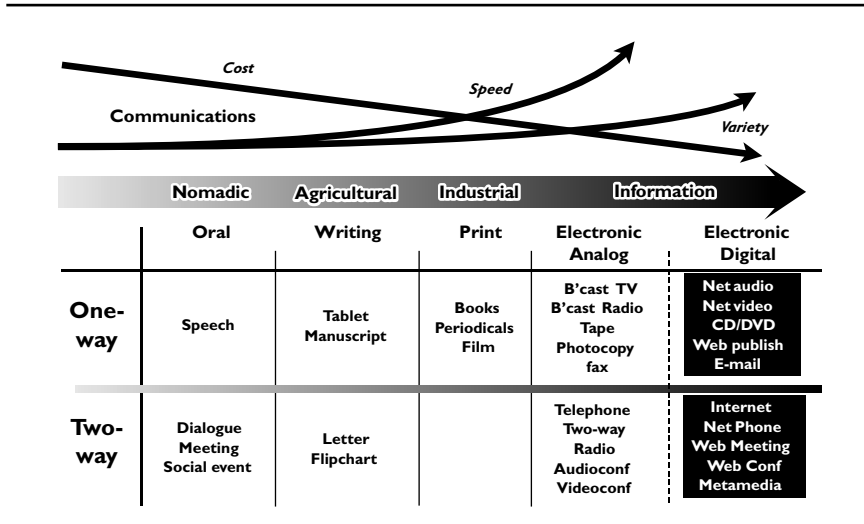 Cost
Speed
Communications
Variety
Nomadic Agricultural Industrial Information
Oral Writing Print Electronic Analog Electronic Digital
One-
way
Speech
Tablet
Manuscript
Books
Periodicals
Film
B’cast TV
B’cast Radio
Tape
Photocopy
fax
Net audio
Net video
CD/DVD
Web publish
E-mail
Two-
way
Dialogue
Meeting
Social event
Letter
Flipchart
Telephone
Two-way
Radio
Audioconf
Videoconf
Internet
Net Phone
Web Meeting
Web Conf
Metamedia